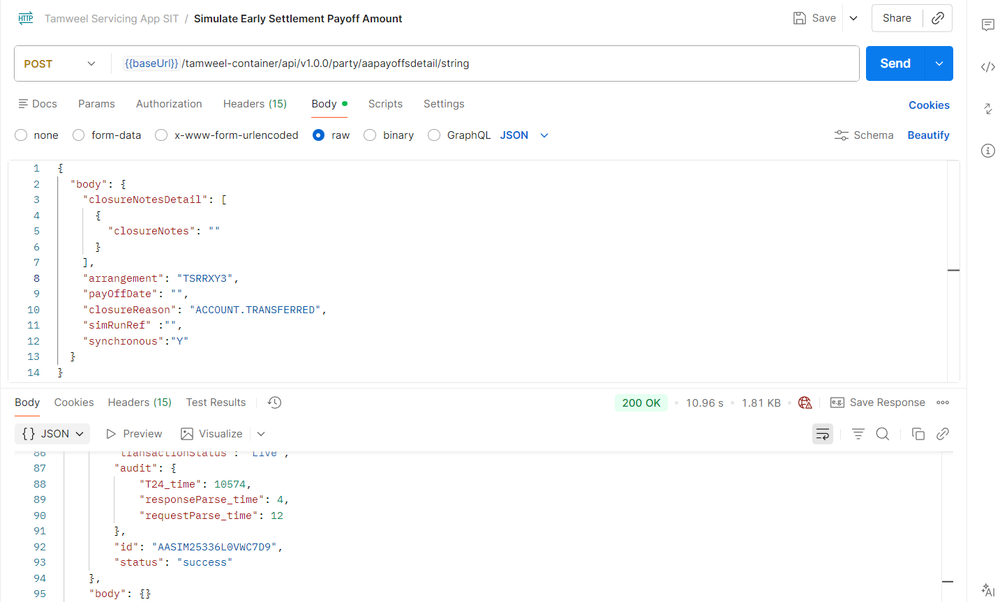 HTTP Tamweel Servicing App SIT / Simulate Early Settlement Payoff Amount Save Share
POST {{baseUrl}} /tamweel-container/api/v1.0.0/party/aapayoffsdetail/string Send
Docs Params Authorization Headers (15) Body Scripts Settings Cookies
none form-data x-www-form-urlencoded raw binary GraphQL JSON Schema Beautify
1 {
2 "body": {
3 "closureNotesDetail": [
4 {
5 "closureNotes": ""
6 }
7 ],
8 "arrangement": "TSRRXY3",
9 "payOffDate": "",
10 "closureReason": "ACCOUNT.TRANSFERRED",
11 "simRunRef" :"",
12 "synchronous":"Y"
13 }
14 }
Body Cookies Headers (15) Test Results 200 OK 10.96 s 1.81 KB e.g. Save Response
{} JSON Preview Visualize
86 "transactionStatus": "Live",
87 "audit": {
88 "T24_time": 10574,
89 "responseParse_time": 4,
90 "requestParse_time": 12
91 },
92 "id": "AASIM25336L0VWC7D9",
93 "status": "success"
94 },
95 "body": {}
AI